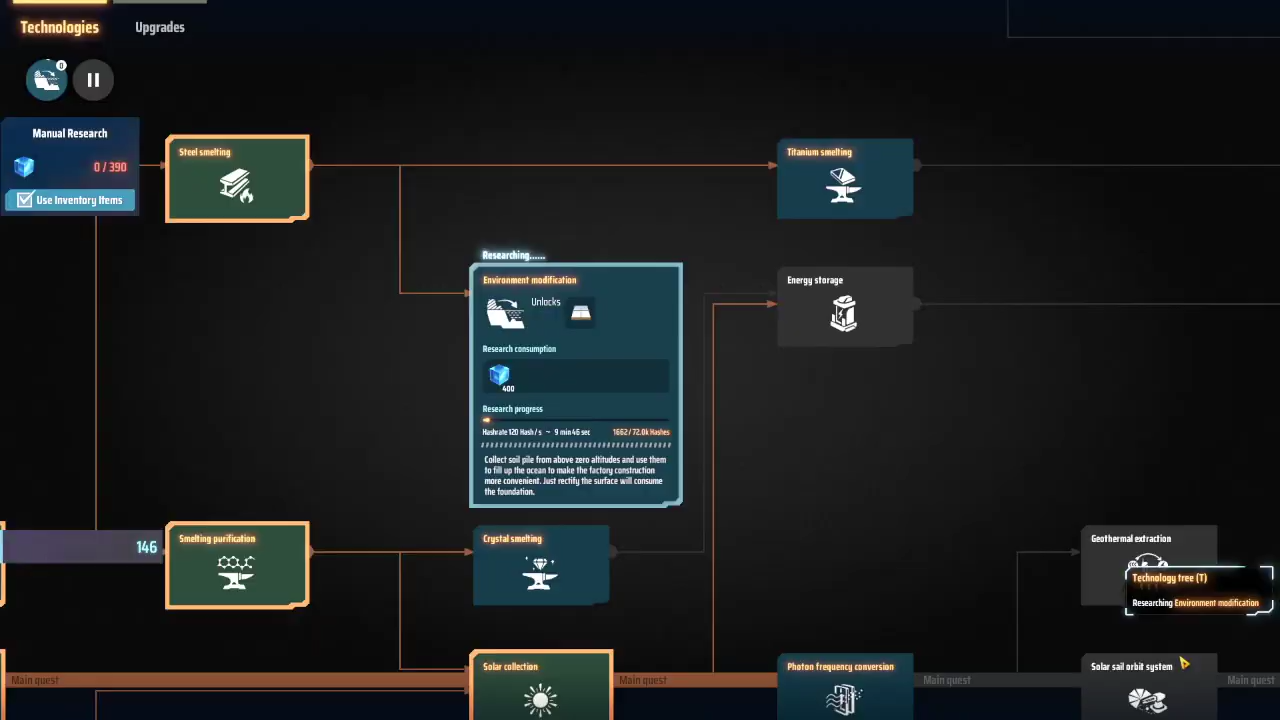 Technologies
Upgrades
0
Manual Research
0 / 390
Use Inventory Items
Steel smelting
Titanium smelting
Researching......
Environment modification
Unlocks
Research consumption
400
Research progress
Hashrate 120 Hash / s ~ 9 min 46 sec
1662 / 72.0k Hashes
Collect soil pile from above zero altitudes and use them
to fill up the ocean to make the factory construction
more convenient. Just rectify the surface will consume
the foundation.
Energy storage
146
Smelting purification
Crystal smelting
Geothermal extraction
Technology tree (T)
Researching Environment modification
Main quest
Solar collection
Main quest
Photon frequency conversion
Main quest
Solar sail orbit system
Main quest